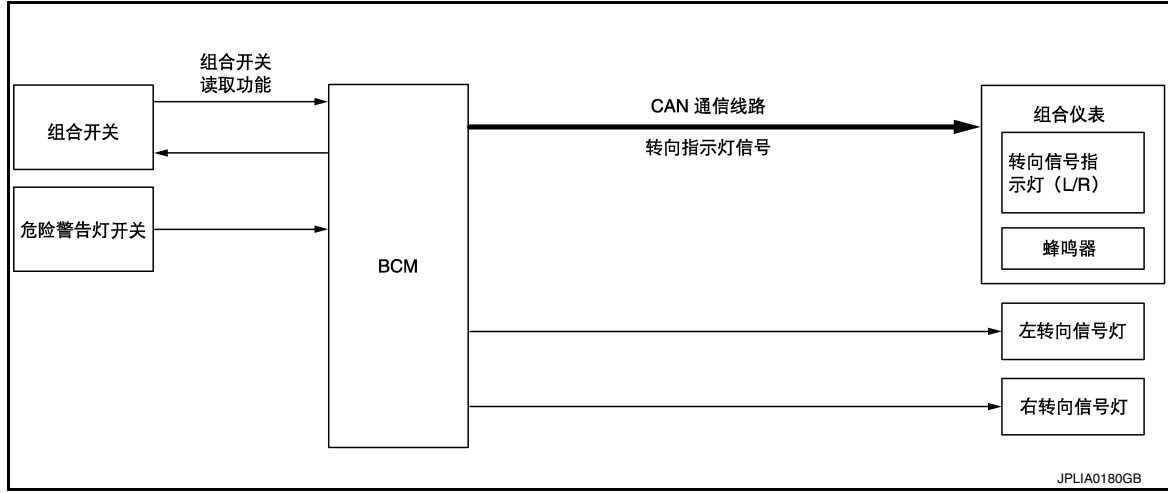 组合开关
读取功能
组合开关
危险警告灯开关
BCM
CAN 通信线路
转向指示灯信号
组合仪表
转向信号指
示灯（L/R）
蜂鸣器
左转向信号灯
右转向信号灯
JPLIA0180GB